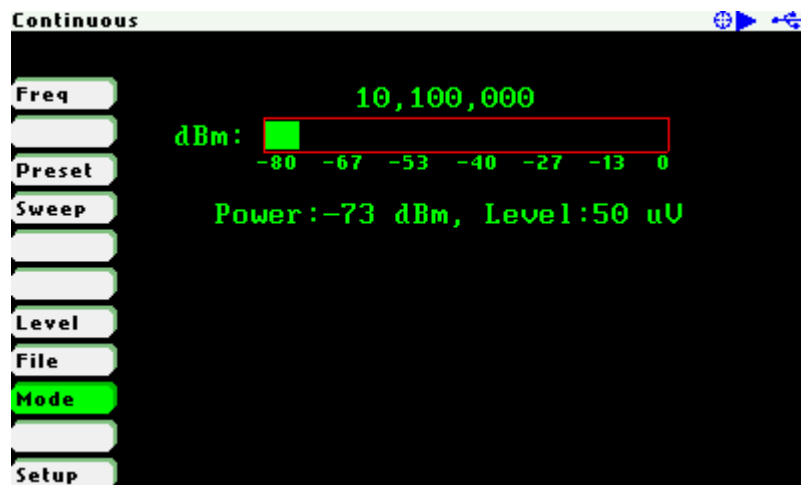 Continuous
Freq
10,100,000
dBm:
-80 -67 -53 -40 -27 -13 0
Preset
Sweep
Power:-73 dBm, Level:50 uV
Level
File
Mode
Setup